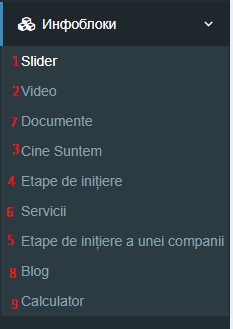 Инфоблоки
1 Slider
2 Video
7 Documente
3 Cine Suntem
4 Etape de inițiere
6 Servicii
5 Etape de inițiere a unei companii
8 Blog
9 Calculator